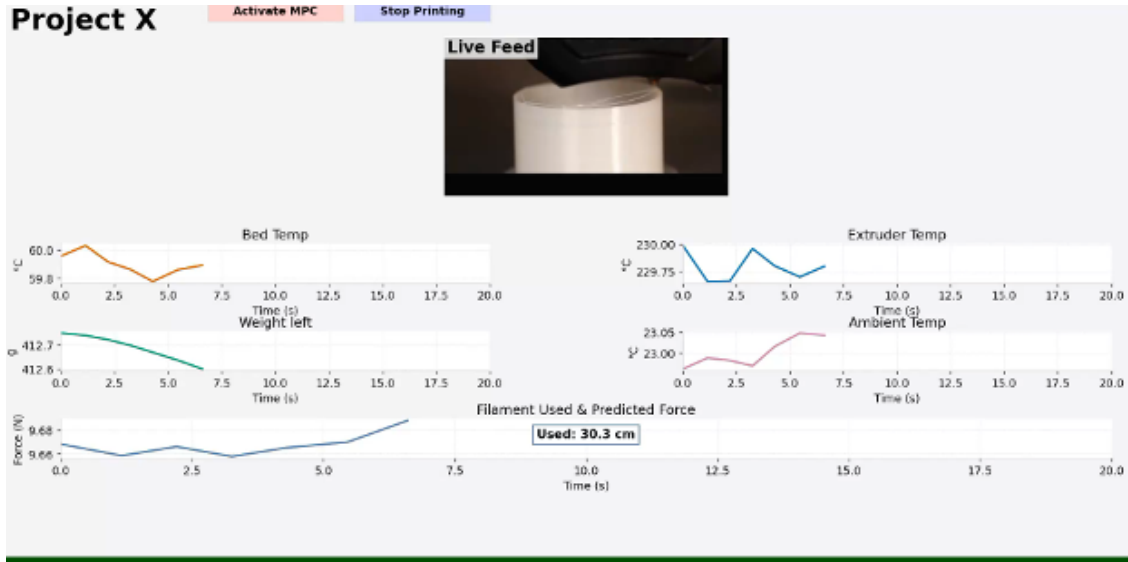 Project X
Activate MPC
Stop Printing
Live Feed
Bed Temp
°C
60.0
59.8
0.0 2.5 5.0 7.5 10.0 12.5 15.0 17.5 20.0
Time (s)
Extruder Temp
°C
230.00
229.75
0.0 2.5 5.0 7.5 10.0 12.5 15.0 17.5 20.0
Time (s)
Weight left
g
412.7
412.6
0.0 2.5 5.0 7.5 10.0 12.5 15.0 17.5 20.0
Time (s)
Ambient Temp
°C
23.05
23.00
0.0 2.5 5.0 7.5 10.0 12.5 15.0 17.5 20.0
Time (s)
Filament Used & Predicted Force
Force (N)
9.68
9.66
Used: 30.3 cm
0.0 2.5 5.0 7.5 10.0 12.5 15.0 17.5 20.0
Time (s)